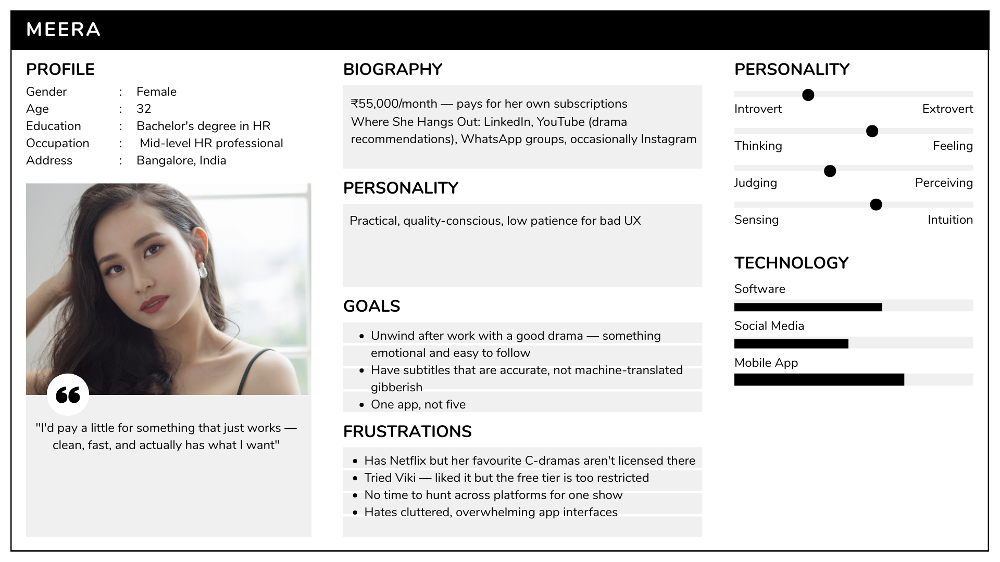 MEERA
PROFILE
Gender : Female
Age : 32
Education : Bachelor's degree in HR
Occupation : Mid-level HR professional
Address : Bangalore, India
"I'd pay a little for something that just works —
clean, fast, and actually has what I want"
BIOGRAPHY
₹55,000/month — pays for her own subscriptions
Where She Hangs Out: LinkedIn, YouTube (drama
recommendations), WhatsApp groups, occasionally Instagram
PERSONALITY
Practical, quality-conscious, low patience for bad UX
GOALS
• Unwind after work with a good drama — something
emotional and easy to follow
• Have subtitles that are accurate, not machine-translated
gibberish
• One app, not five
FRUSTRATIONS
• Has Netflix but her favourite C-dramas aren't licensed there
• Tried Viki — liked it but the free tier is too restricted
• No time to hunt across platforms for one show
• Hates cluttered, overwhelming app interfaces
PERSONALITY
Introvert Extrovert
Thinking Feeling
Judging Perceiving
Sensing Intuition
TECHNOLOGY
Software
Social Media
Mobile App